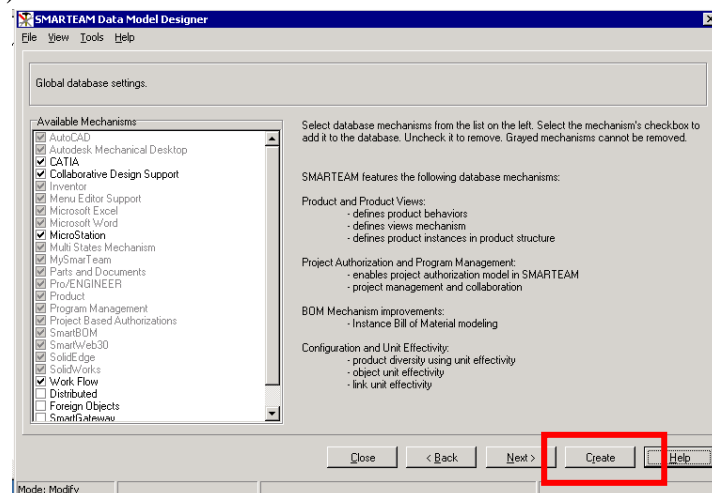 SMARTEAM Data Model Designer
File View Tools Help
Global database settings.
Available Mechanisms
AutoCAD
Autodesk Mechanical Desktop
CATIA
Collaborative Design Support
Inventor
Menu Editor Support
Microsoft Excel
Microsoft Word
MicroStation
Multi States Mechanism
MySmarTeam
Parts and Documents
Pro/ENGINEER
Product
Program Management
Project Based Authorizations
SmartBOM
SmartWeb30
SolidEdge
SolidWorks
Work Flow
Distributed
Foreign Objects
SmartGateway
Select database mechanisms from the list on the left. Select the mechanism's checkbox to
add it to the database. Uncheck it to remove. Grayed mechanisms cannot be removed.
SMARTEAM features the following database mechanisms:
Product and Product Views:
- defines product behaviors
- defines views mechanism
- defines product instances in product structure
Project Authorization and Program Management:
- enables project authorization model in SMARTEAM
- project management and collaboration
BOM Mechanism improvements:
- Instance Bill of Material modeling
Configuration and Unit Effectivity:
- product diversity using unit effectivity
- object unit effectivity
- link unit effectivity
Close < Back Next > Create Help
Mode: Modify